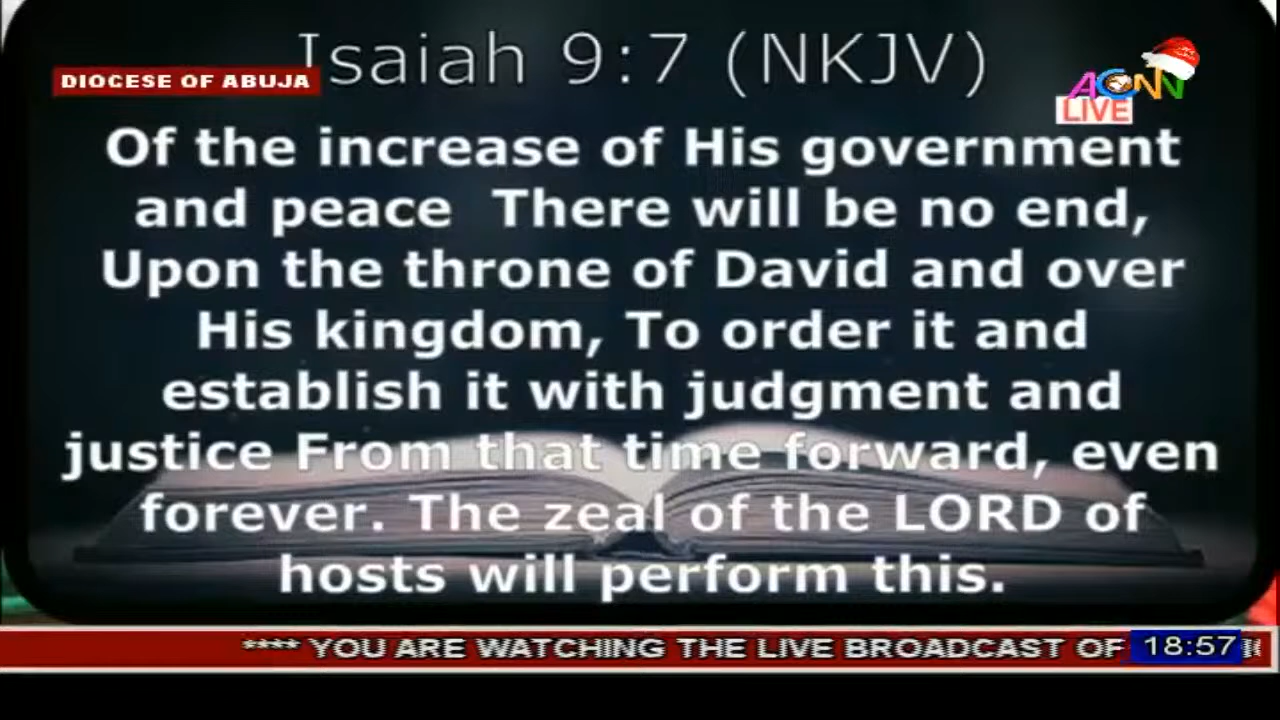 Isaiah 9:7 (NKJV)
DIOCESE OF ABUJA
ACNN
LIVE
Of the increase of His government
and peace  There will be no end,
Upon the throne of David and over
His kingdom, To order it and
establish it with judgment and
justice From that time forward, even
forever. The zeal of the LORD of
hosts will perform this.
**** YOU ARE WATCHING THE LIVE BROADCAST OF
18:57